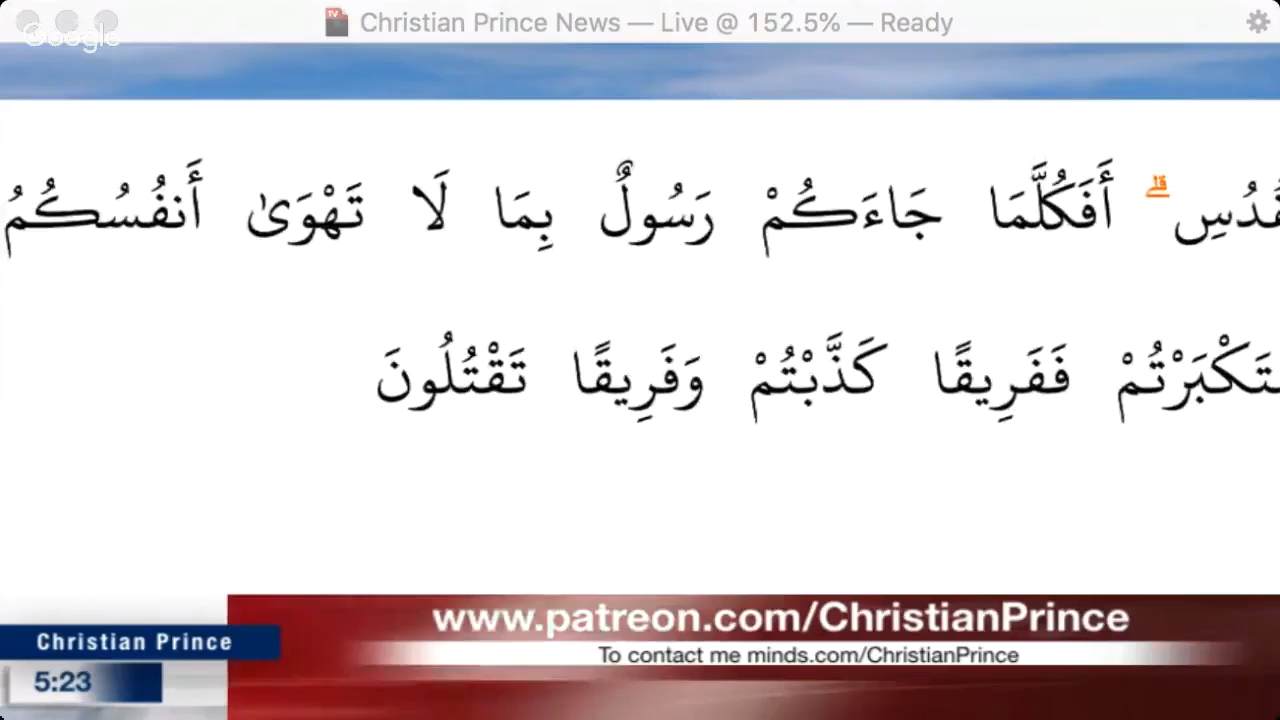 Christian Prince News — Live @ 152.5% — Ready
Google
أَفَكُلَّمَا جَاءَكُمْ رَسُولٌ بِمَا لَا تَهْوَىٰ أَنفُسُكُمُ
فَفَرِيقًا كَذَّبْتُمْ وَفَرِيقًا تَقْتُلُونَ
www.patreon.com/ChristianPrince
To contact me minds.com/ChristianPrince
Christian Prince
5:23